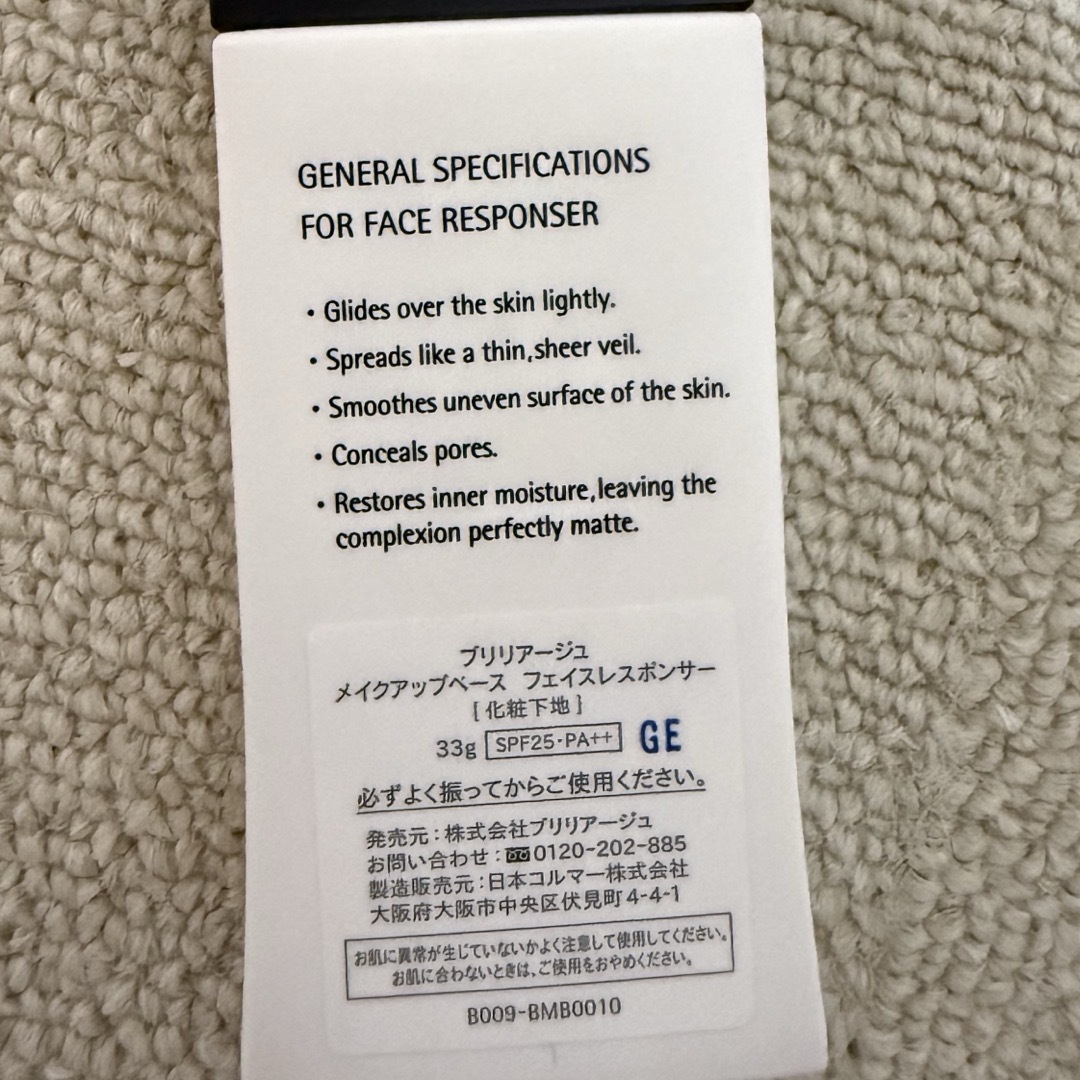 GENERAL SPECIFICATIONS
FOR FACE RESPONSER
・Glides over the skin lightly.
・Spreads like a thin,sheer veil.
・Smoothes uneven surface of the skin.
・Conceals pores.
・Restores inner moisture,leaving the
complexion perfectly matte.
ブリリアージュ
メイクアップベース フェイスレスポンサー
[ 化粧下地 ]
33g SPF25・PA++ GE
必ずよく振ってからご使用ください。
発売元：株式会社ブリリアージュ
お問い合わせ：0120-202-885
製造販売元：日本コルマー株式会社
大阪府大阪市中央区伏見町4-4-1
お肌に異常が生じていないかよく注意して使用してください。
お肌に合わないときは、ご使用をおやめください。
B009-BMB0010